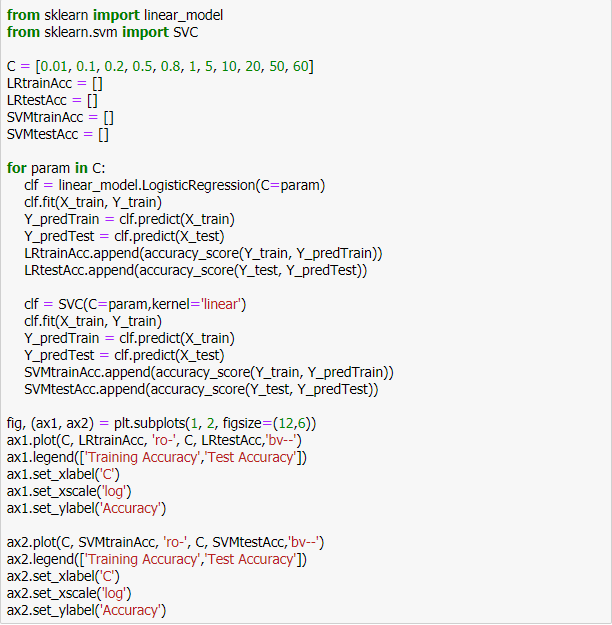 from sklearn import linear_model
from sklearn.svm import SVC

C = [0.01, 0.1, 0.2, 0.5, 0.8, 1, 5, 10, 20, 50, 60]
LRtrainAcc = []
LRtestAcc = []
SVMtrainAcc = []
SVMtestAcc = []

for param in C:
    clf = linear_model.LogisticRegression(C=param)
    clf.fit(X_train, Y_train)
    Y_predTrain = clf.predict(X_train)
    Y_predTest = clf.predict(X_test)
    LRtrainAcc.append(accuracy_score(Y_train, Y_predTrain))
    LRtestAcc.append(accuracy_score(Y_test, Y_predTest))

    clf = SVC(C=param,kernel='linear')
    clf.fit(X_train, Y_train)
    Y_predTrain = clf.predict(X_train)
    Y_predTest = clf.predict(X_test)
    SVMtrainAcc.append(accuracy_score(Y_train, Y_predTrain))
    SVMtestAcc.append(accuracy_score(Y_test, Y_predTest))

fig, (ax1, ax2) = plt.subplots(1, 2, figsize=(12,6))
ax1.plot(C, LRtrainAcc, 'ro-', C, LRtestAcc,'bv--')
ax1.legend(['Training Accuracy','Test Accuracy'])
ax1.set_xlabel('C')
ax1.set_xscale('log')
ax1.set_ylabel('Accuracy')

ax2.plot(C, SVMtrainAcc, 'ro-', C, SVMtestAcc,'bv--')
ax2.legend(['Training Accuracy','Test Accuracy'])
ax2.set_xlabel('C')
ax2.set_xscale('log')
ax2.set_ylabel('Accuracy')